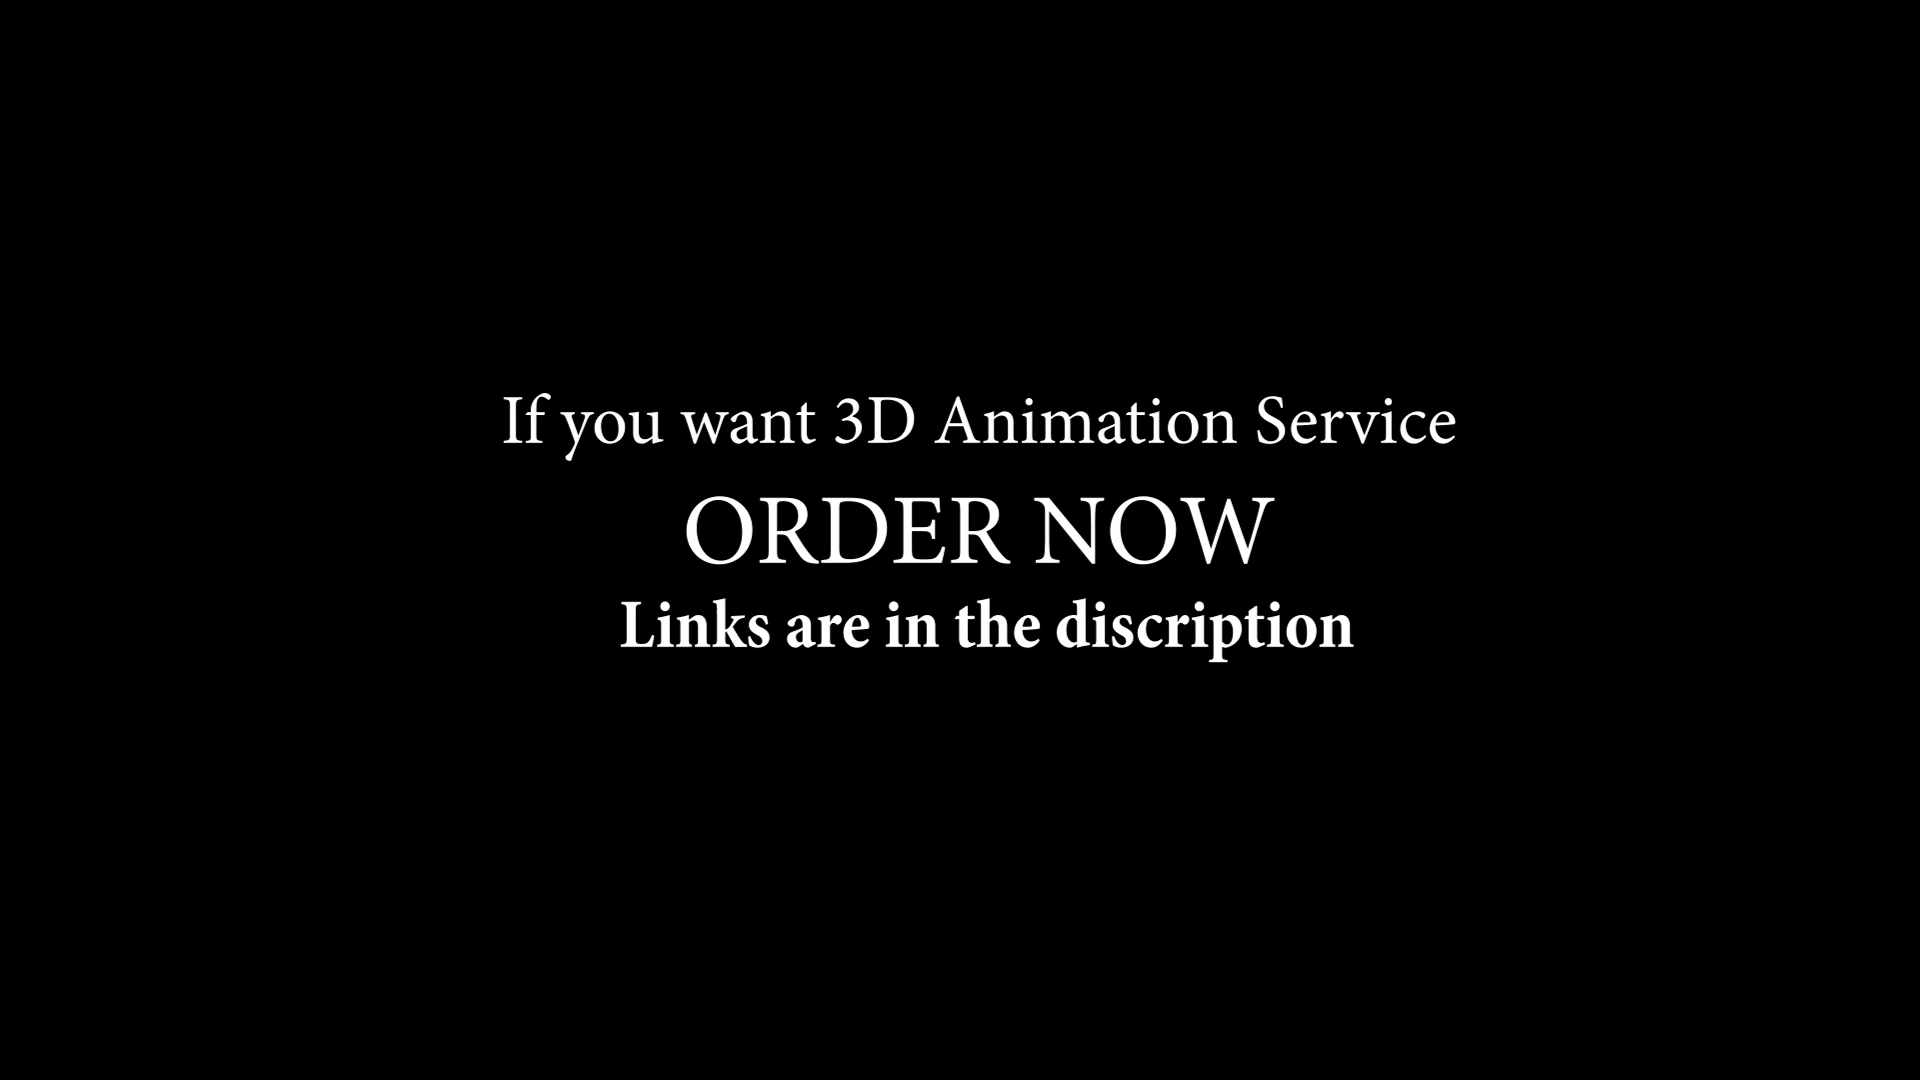 If you want 3D Animation Service
ORDER NOW
Links are in the discription